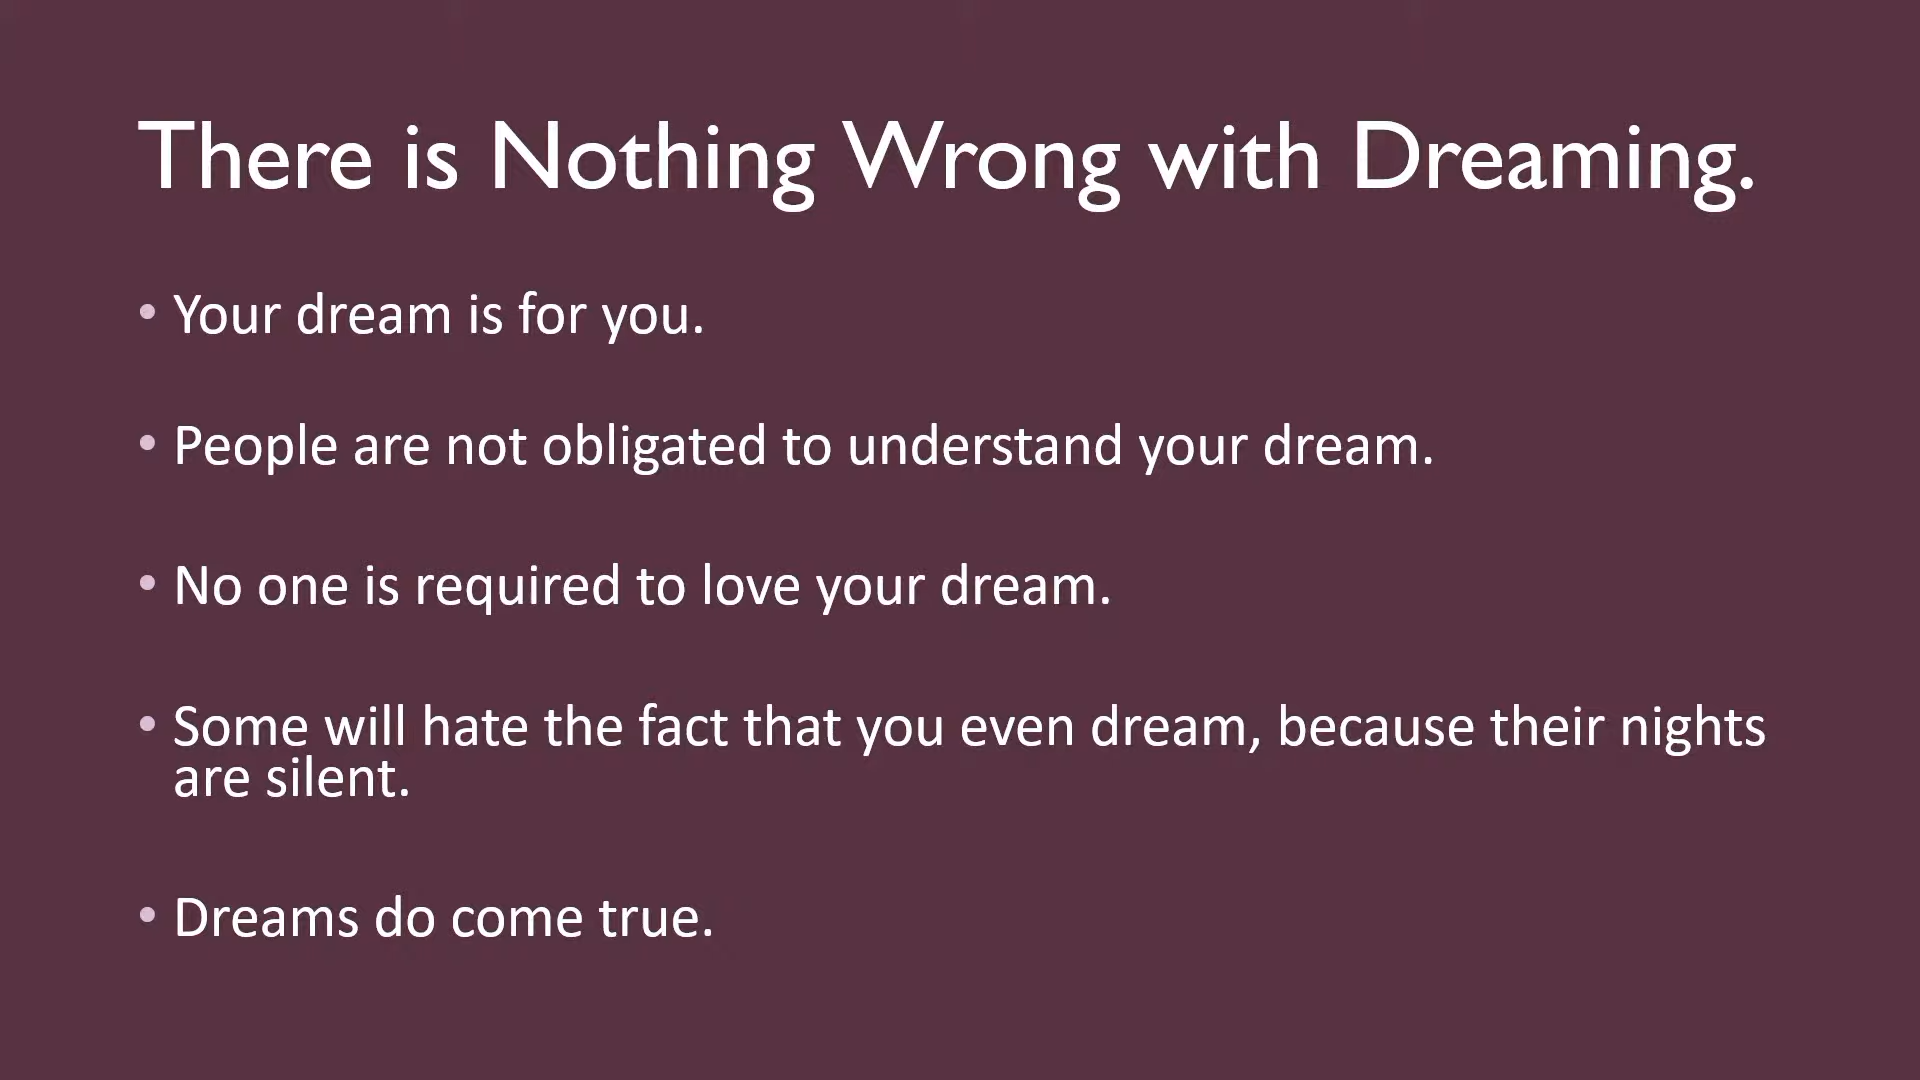 There is Nothing Wrong with Dreaming.
• Your dream is for you.
• People are not obligated to understand your dream.
• No one is required to love your dream.
• Some will hate the fact that you even dream, because their nights
are silent.
• Dreams do come true.